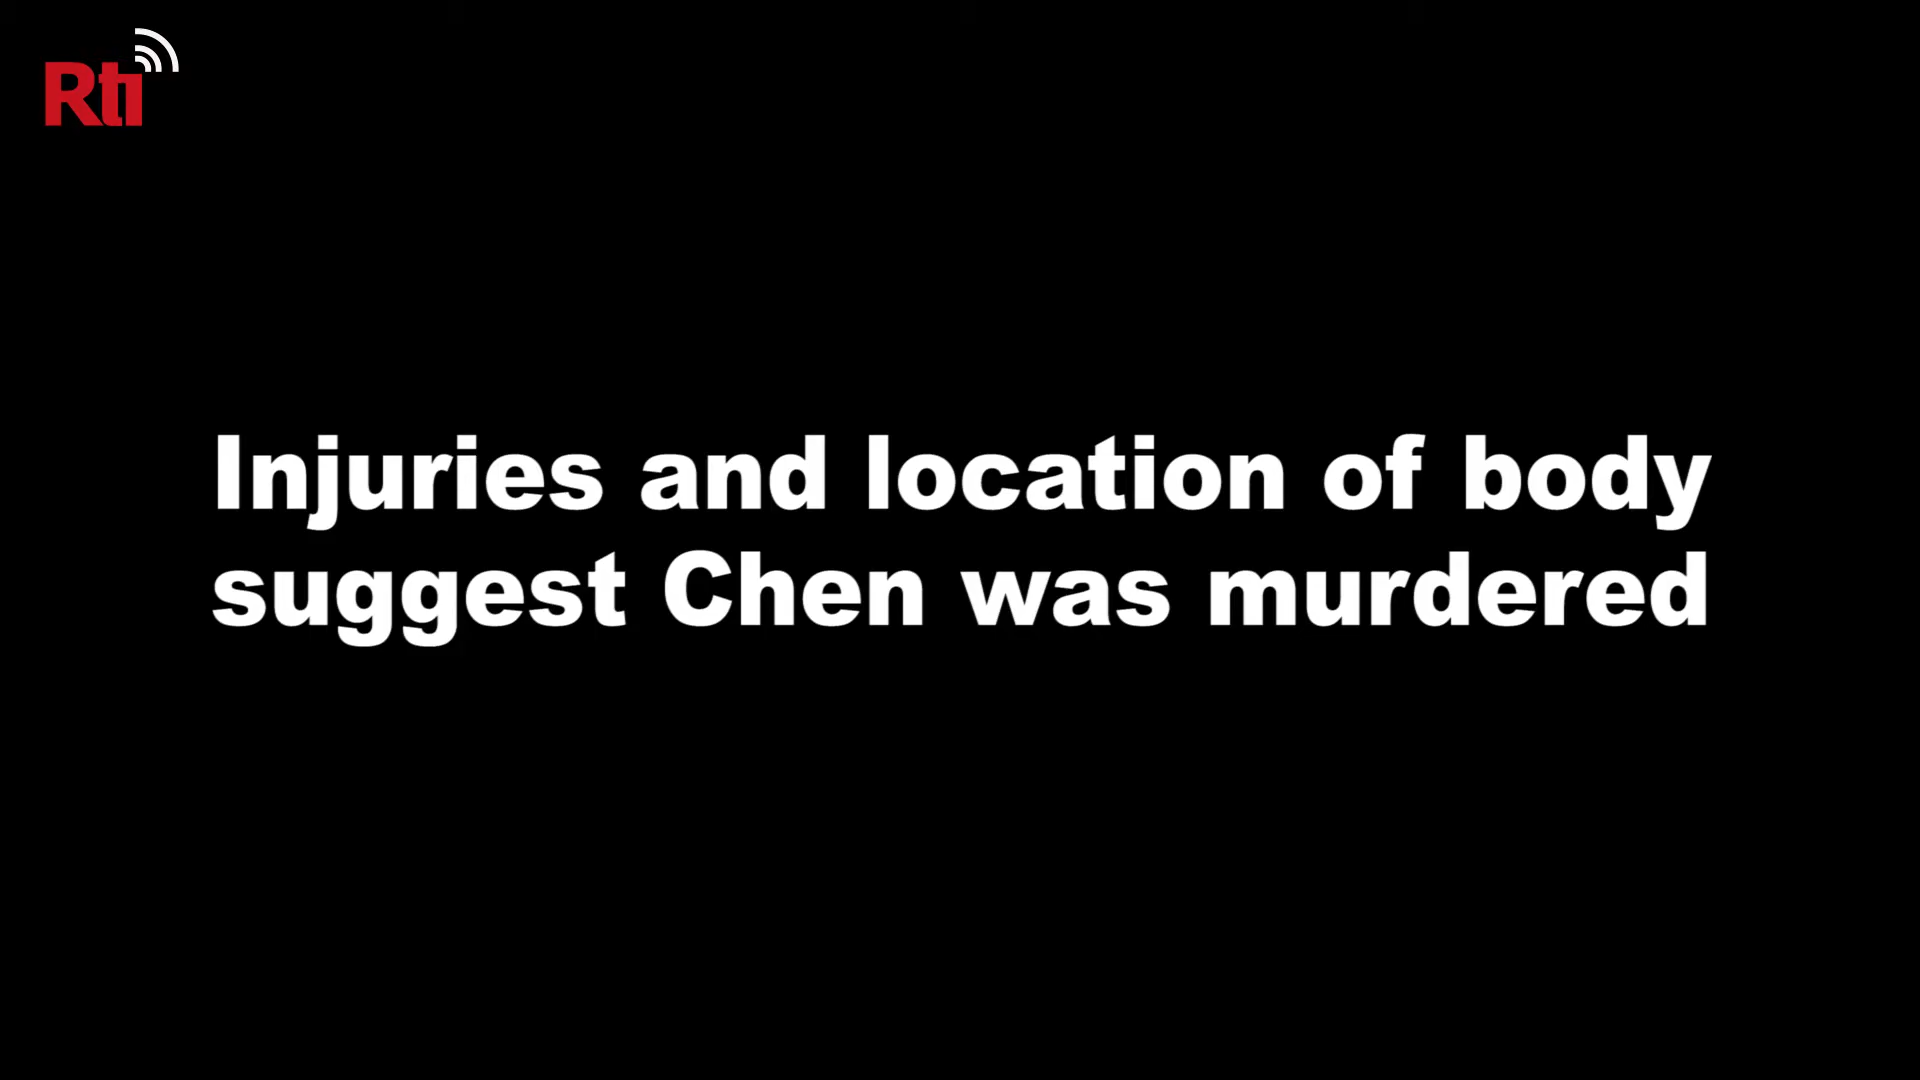 Rti
Injuries and location of body
suggest Chen was murdered